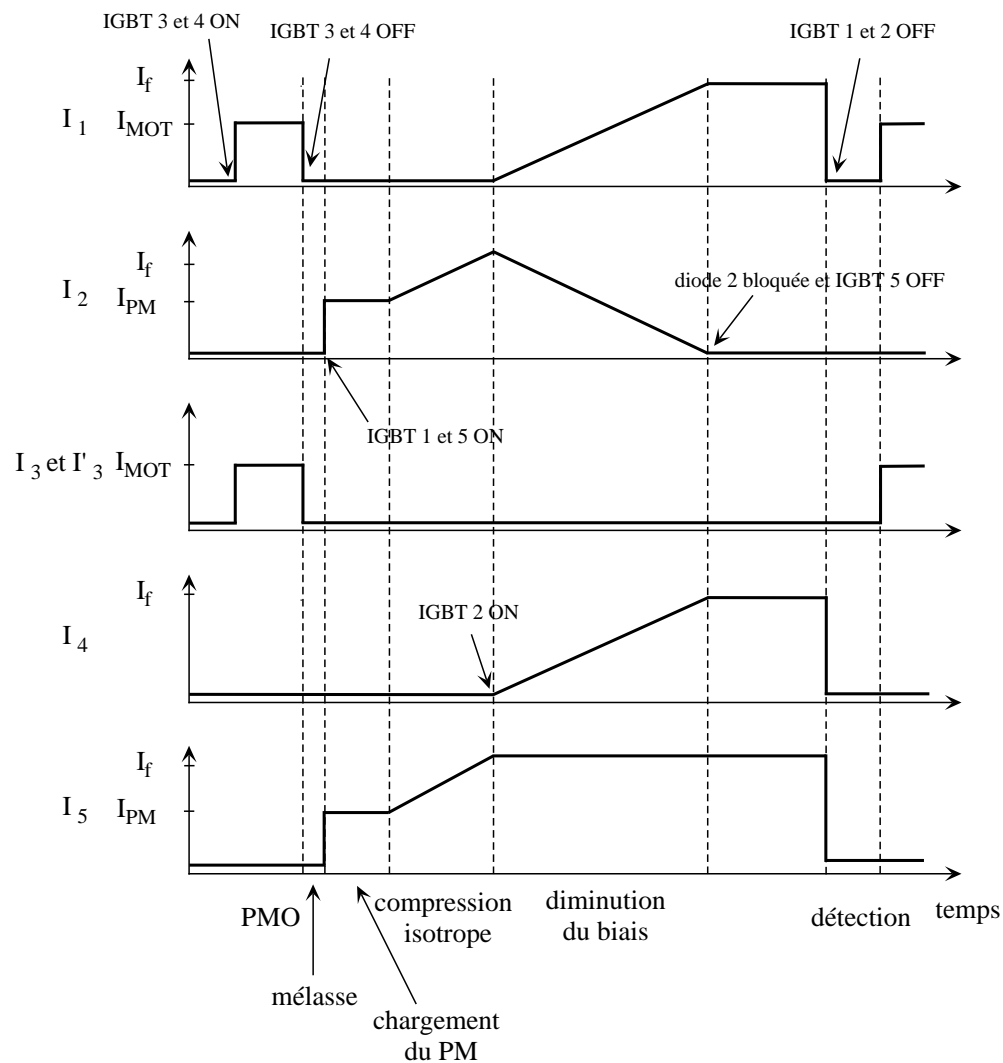 IGBT 3 et 4 ON
IGBT 3 et 4 OFF
IGBT 1 et 2 OFF
I_f
I_1 I_MOT
I_f
I_2 I_PM
diode 2 bloquée et IGBT 5 OFF
IGBT 1 et 5 ON
I_3 et I'_3 I_MOT
I_f
I_4
IGBT 2 ON
I_f
I_5 I_PM
PMO
compression
isotrope
diminution
du biais
détection
temps
mélasse
chargement
du PM